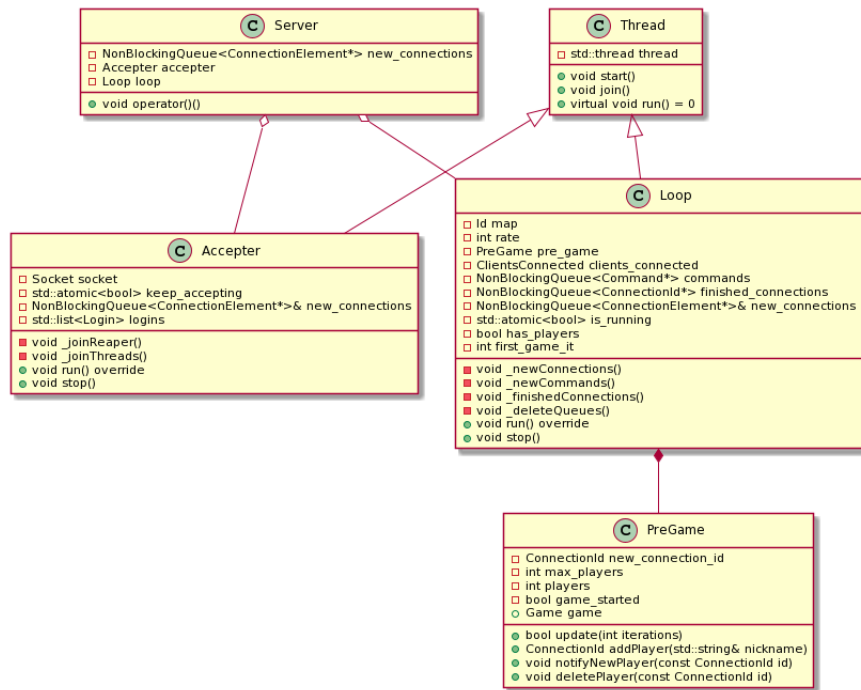 C Server
NonBlockingQueue<ConnectionElement*> new_connections
Accepter accepter
Loop loop
void operator()()
C Thread
std::thread thread
void start()
void join()
virtual void run() = 0
C Accepter
Socket socket
std::atomic<bool> keep_accepting
NonBlockingQueue<ConnectionElement*>& new_connections
std::list<Login> logins
void _joinReaper()
void _joinThreads()
void run() override
void stop()
C Loop
Id map
int rate
PreGame pre_game
ClientsConnected clients_connected
NonBlockingQueue<Command*> commands
NonBlockingQueue<ConnectionId*> finished_connections
NonBlockingQueue<ConnectionElement*>& new_connections
std::atomic<bool> is_running
bool has_players
int first_game_it
void _newConnections()
void _newCommands()
void _finishedConnections()
void _deleteQueues()
void run() override
void stop()
C PreGame
ConnectionId new_connection_id
int max_players
int players
bool game_started
Game game
bool update(int iterations)
ConnectionId addPlayer(std::string& nickname)
void notifyNewPlayer(const ConnectionId id)
void deletePlayer(const ConnectionId id)